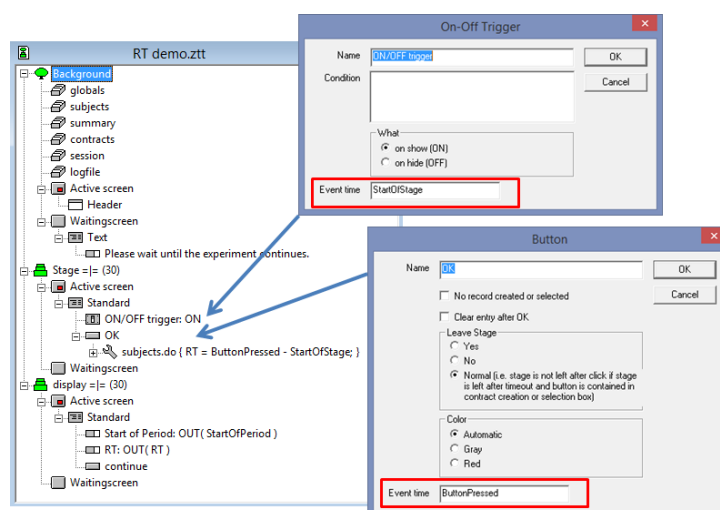 RT demo.ztt
Background
globals
subjects
summary
contracts
session
logfile
Active screen
Header
Waitingscreen
Text
Please wait until the experiment continues.
Stage =|= (30)
Active screen
Standard
ON/OFF trigger: ON
OK
subjects.do { RT = ButtonPressed - StartOfStage; }
Waitingscreen
display =|= (30)
Active screen
Standard
Start of Period: OUT( StartOfPeriod )
RT: OUT( RT )
continue
Waitingscreen
On-Off Trigger
Name ON/OFF trigger OK
Condition Cancel
What
on show (ON)
on hide (OFF)
Event time StartOfStage
Button
Name OK OK
No record created or selected Cancel
Clear entry after OK
Leave Stage
Yes
No
Normal (i.e. stage is not left after click if stage
is left after timeout and button is contained in
contract creation or selection box)
Color
Automatic
Gray
Red
Event time ButtonPressed